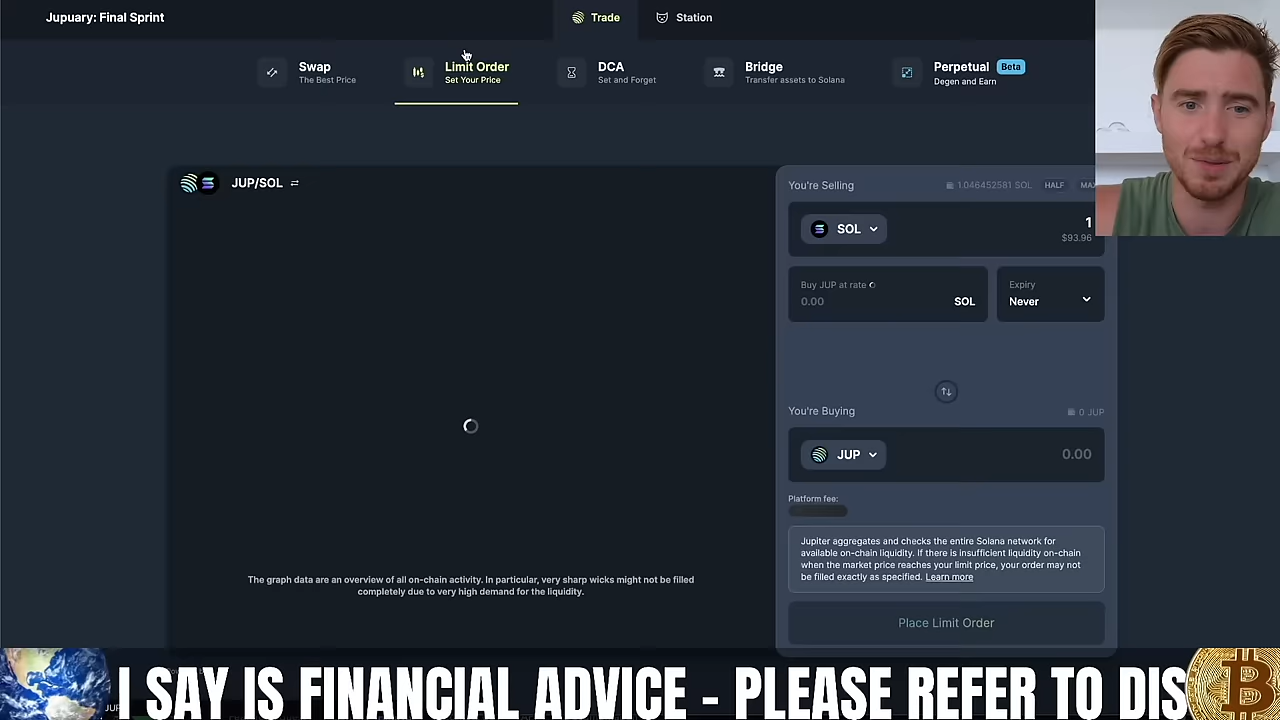 Jupuary: Final Sprint
Trade
Station
Swap
The Best Price
Limit Order
Set Your Price
DCA
Set and Forget
Bridge
Transfer assets to Solana
Perpetual Beta
Degen and Earn
JUP/SOL
You're Selling
1.046452581 SOL HALF MAX
SOL
1
$93.96
Buy JUP at rate
0.00 SOL
Expiry
Never
You're Buying
0 JUP
JUP
0.00
Platform fee:
Jupiter aggregates and checks the entire Solana network for
available on-chain liquidity. If there is insufficient liquidity on-chain
when the market price reaches your limit price, your order may not
be filled exactly as specified. Learn more
Place Limit Order
The graph data are an overview of all on-chain activity. In particular, very sharp wicks might not be filled
completely due to very high demand for the liquidity.
I SAY IS FINANCIAL ADVICE - PLEASE REFER TO DIS
JUP